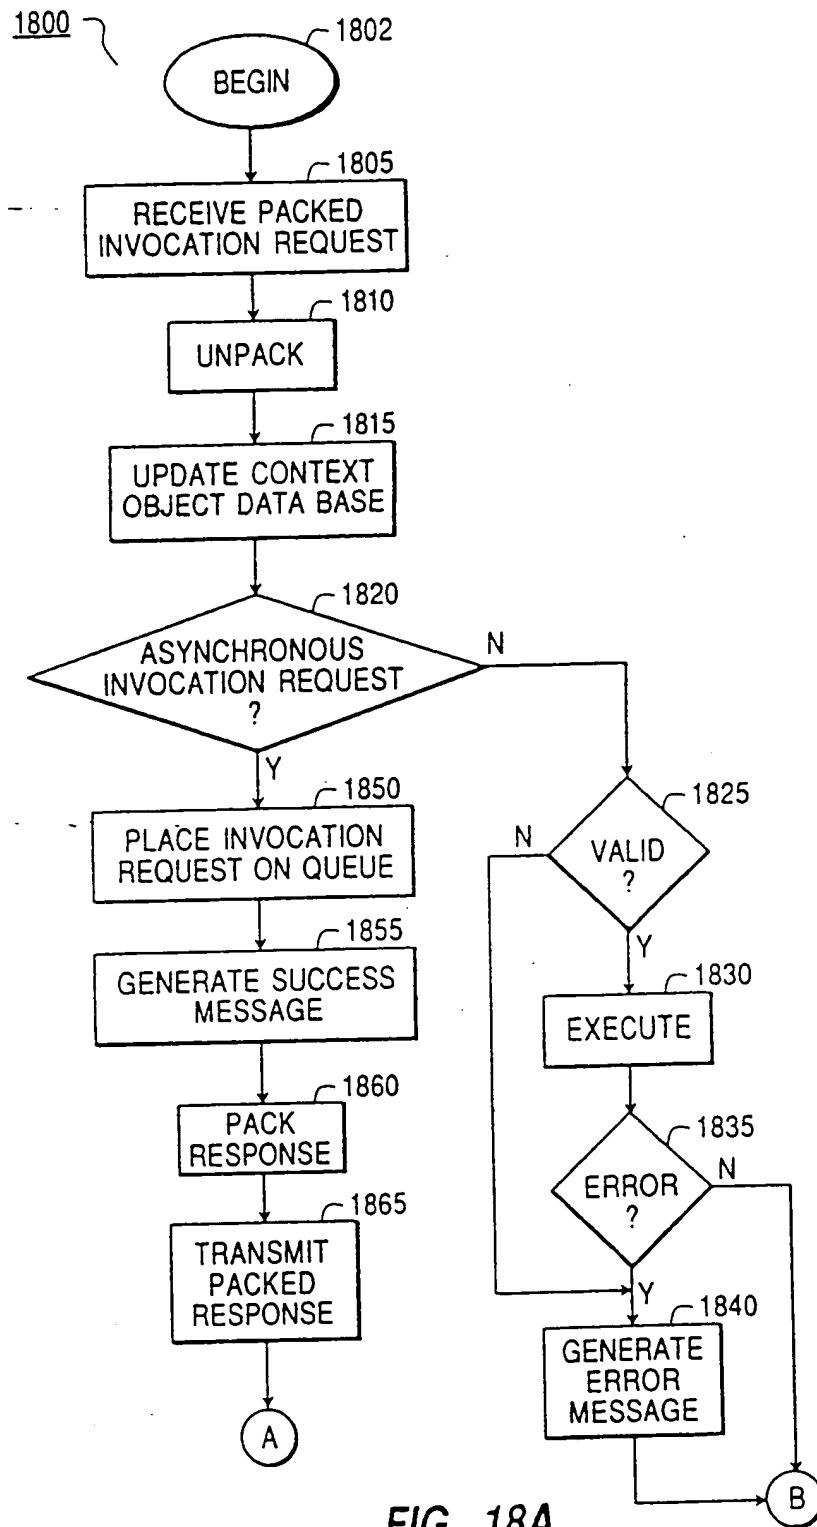 1800
1802
BEGIN
1805
RECEIVE PACKED
INVOCATION REQUEST
1810
UNPACK
1815
UPDATE CONTEXT
OBJECT DATA BASE
1820
ASYNCHRONOUS
INVOCATION REQUEST
?
N
Y
1850
PLACE INVOCATION
REQUEST ON QUEUE
1855
GENERATE SUCCESS
MESSAGE
1860
PACK
RESPONSE
1865
TRANSMIT
PACKED
RESPONSE
A
1825
VALID
?
N
Y
1830
EXECUTE
1835
ERROR
?
N
Y
1840
GENERATE
ERROR
MESSAGE
B
FIG. 18A